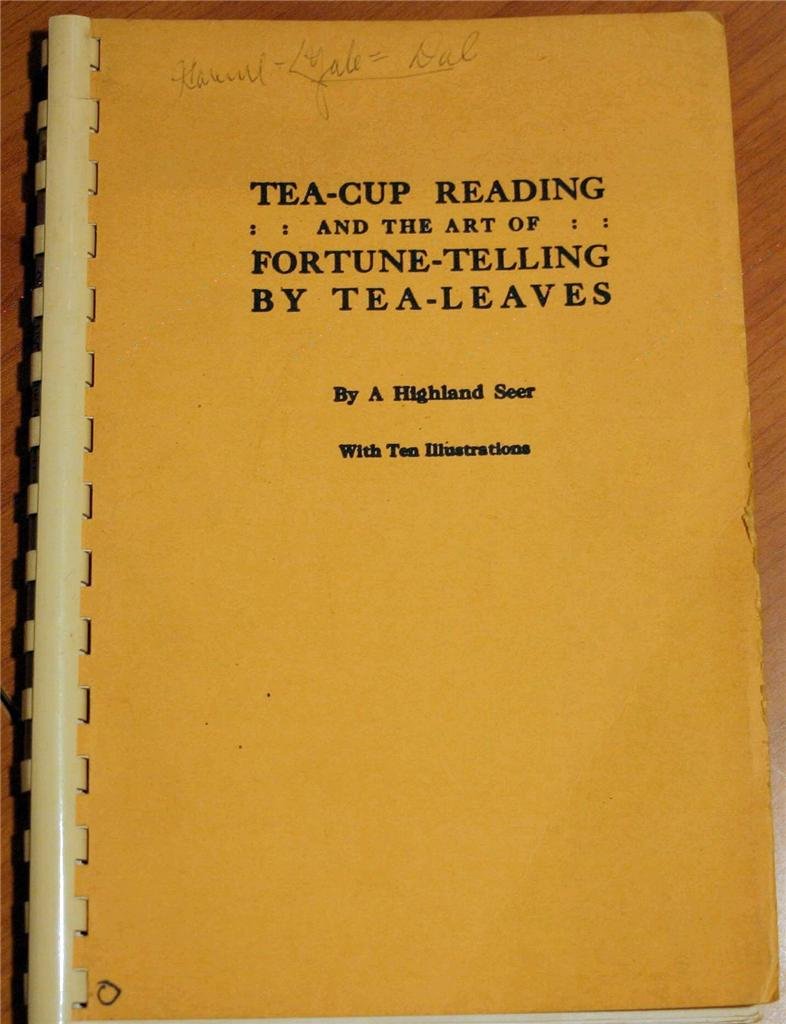 TEA-CUP READING
: : AND THE ART OF : :
FORTUNE-TELLING
BY TEA-LEAVES
By A Highland Seer
With Ten Illustrations